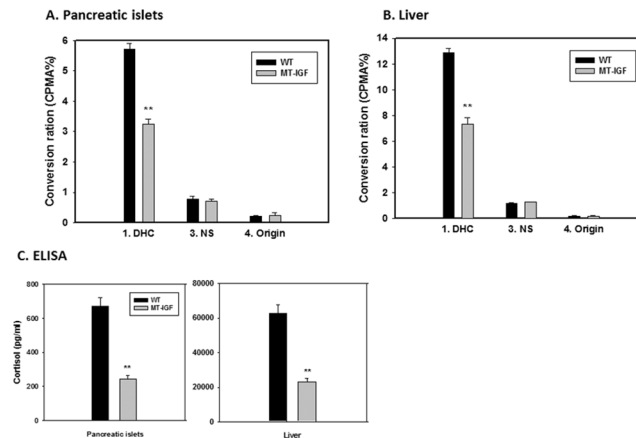 A. Pancreatic islets
Conversion ration (CPMA%)
6
5
4
3
2
1
0
WT
MT-IGF
**
1. DHC
3. NS
4. Origin
B. Liver
Conversion ration (CPMA%)
14
12
10
8
6
4
2
0
WT
MT-IGF
**
1. DHC
3. NS
4. Origin
C. ELISA
Cortisol (pg/ml)
800
600
400
200
0
WT
MT-IGF
**
Pancreatic islets
80000
60000
40000
20000
0
**
Liver